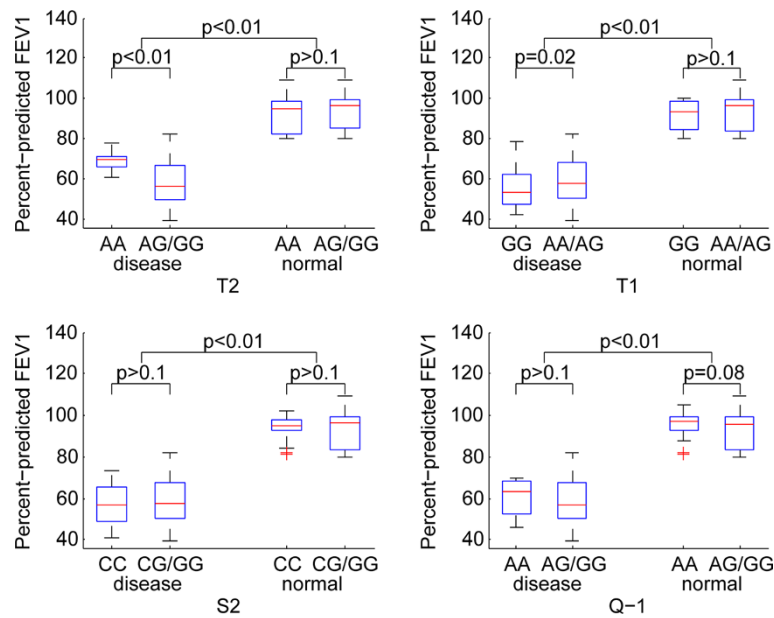 p<0.01
p<0.01 p>0.1
Percent-predicted FEV1
140
120
100
80
60
40
AA AG/GG AA AG/GG
disease normal
T2
p<0.01
p=0.02 p>0.1
Percent-predicted FEV1
140
120
100
80
60
40
GG AA/AG GG AA/AG
disease normal
T1
p<0.01
p>0.1 p>0.1
Percent-predicted FEV1
140
120
100
80
60
40
CC CG/GG CC CG/GG
disease normal
S2
p<0.01
p>0.1 p=0.08
Percent-predicted FEV1
140
120
100
80
60
40
AA AG/GG AA AG/GG
disease normal
Q-1